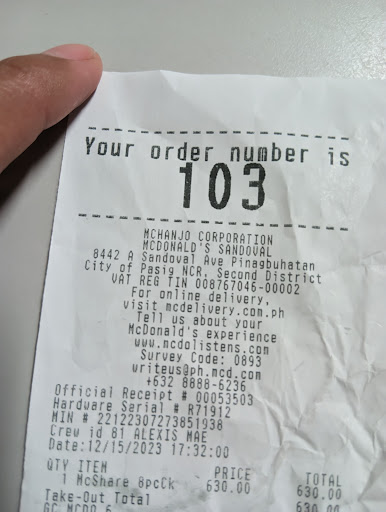 Your order number is
103
MCHANJO CORPORATION
MCDONALD'S SANDOVAL
8442 A Sandoval Ave Pinagbuhatan
City of Pasig NCR, Second District
VAT REG TIN 008767046-00002
For online delivery,
visit mcdelivery.com.ph
Tell us about your
McDonald's experience
www.mcdolistens.com
Survey Code: 0893
writeus@ph.mcd.com
+632 8888-6236
Official Receipt # 00053503
Hardware Serial # R71912
MIN # 22122307273851938
Crew id 81 ALEXIS MAE
Date:12/15/2023 17:32:00
QTY ITEM PRICE TOTAL
1 McShare 8pcCk 630.00 630.00
Take-Out Total 630.00
GC MCDO